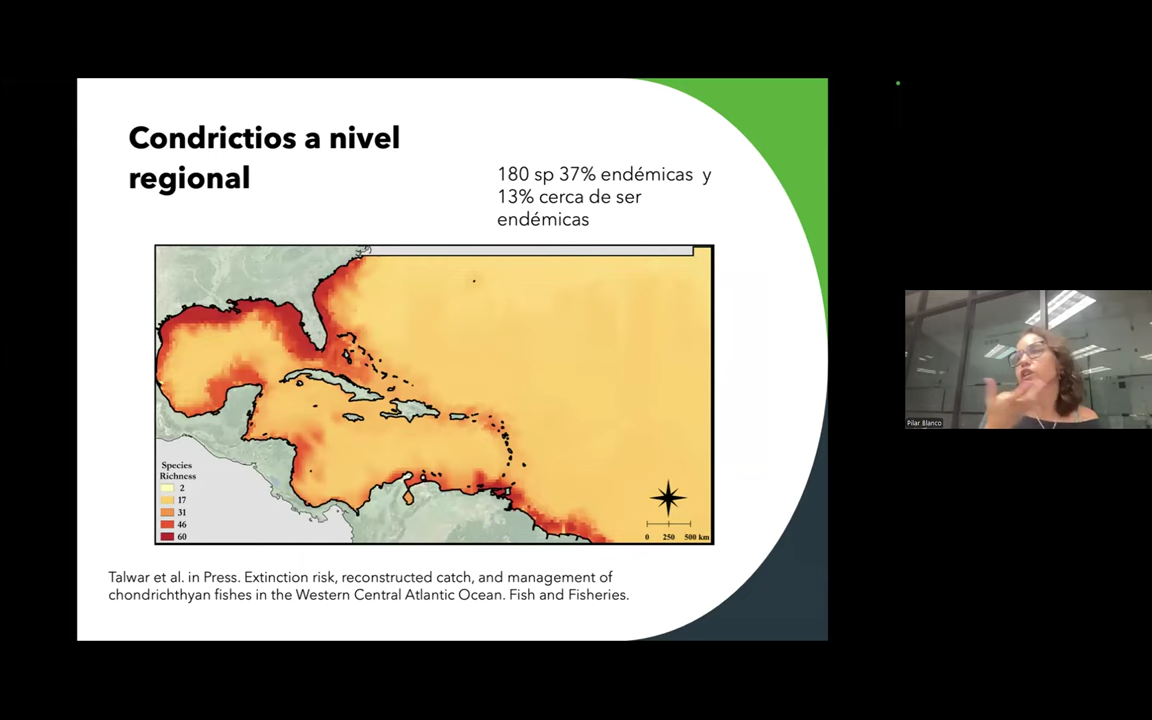 Condrictios a nivel
regional
180 sp 37% endémicas y
13% cerca de ser
endémicas
Species
Richness
2
17
31
46
60
0 250 500 km
Talwar et al. in Press. Extinction risk, reconstructed catch, and management of
chondrichthyan fishes in the Western Central Atlantic Ocean. Fish and Fisheries.
Pilar Blanco